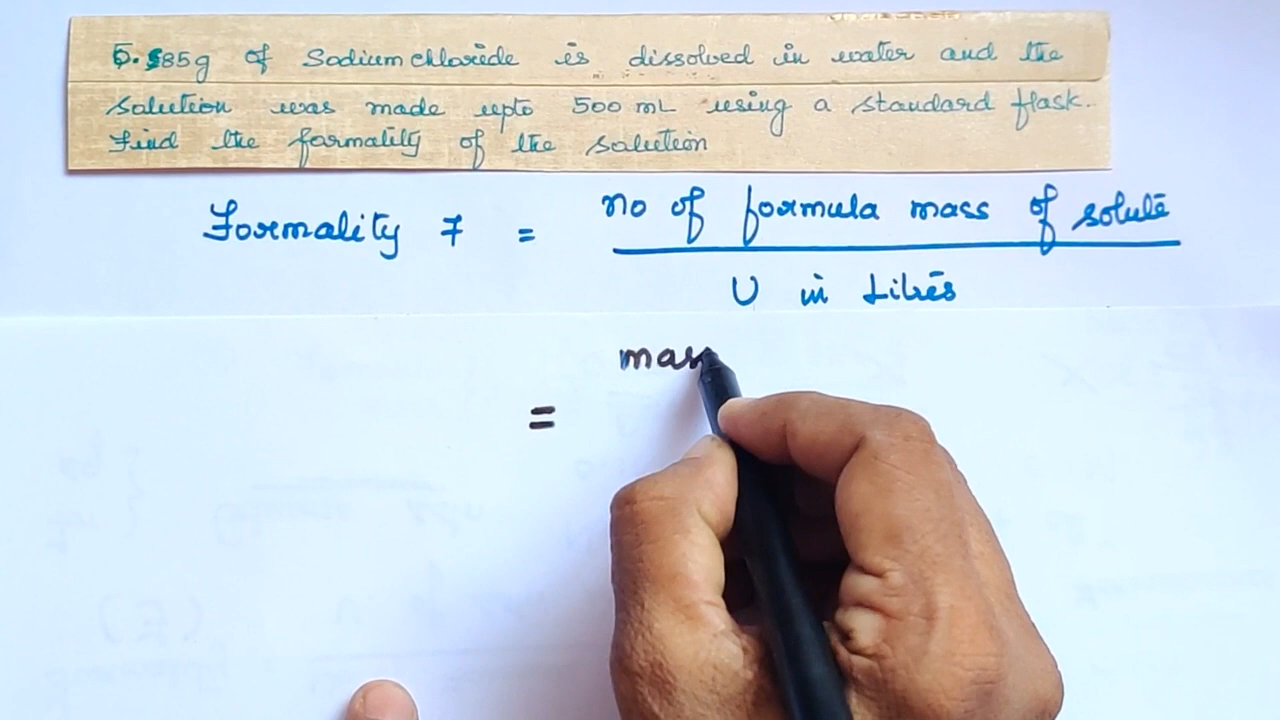 5.85g of Sodium chloride is dissolved in water and the
solution was made upto 500 mL using a standard flask.
Find the formality of the solution
Formality F = no of formula mass of solute
V in Litres
= mass